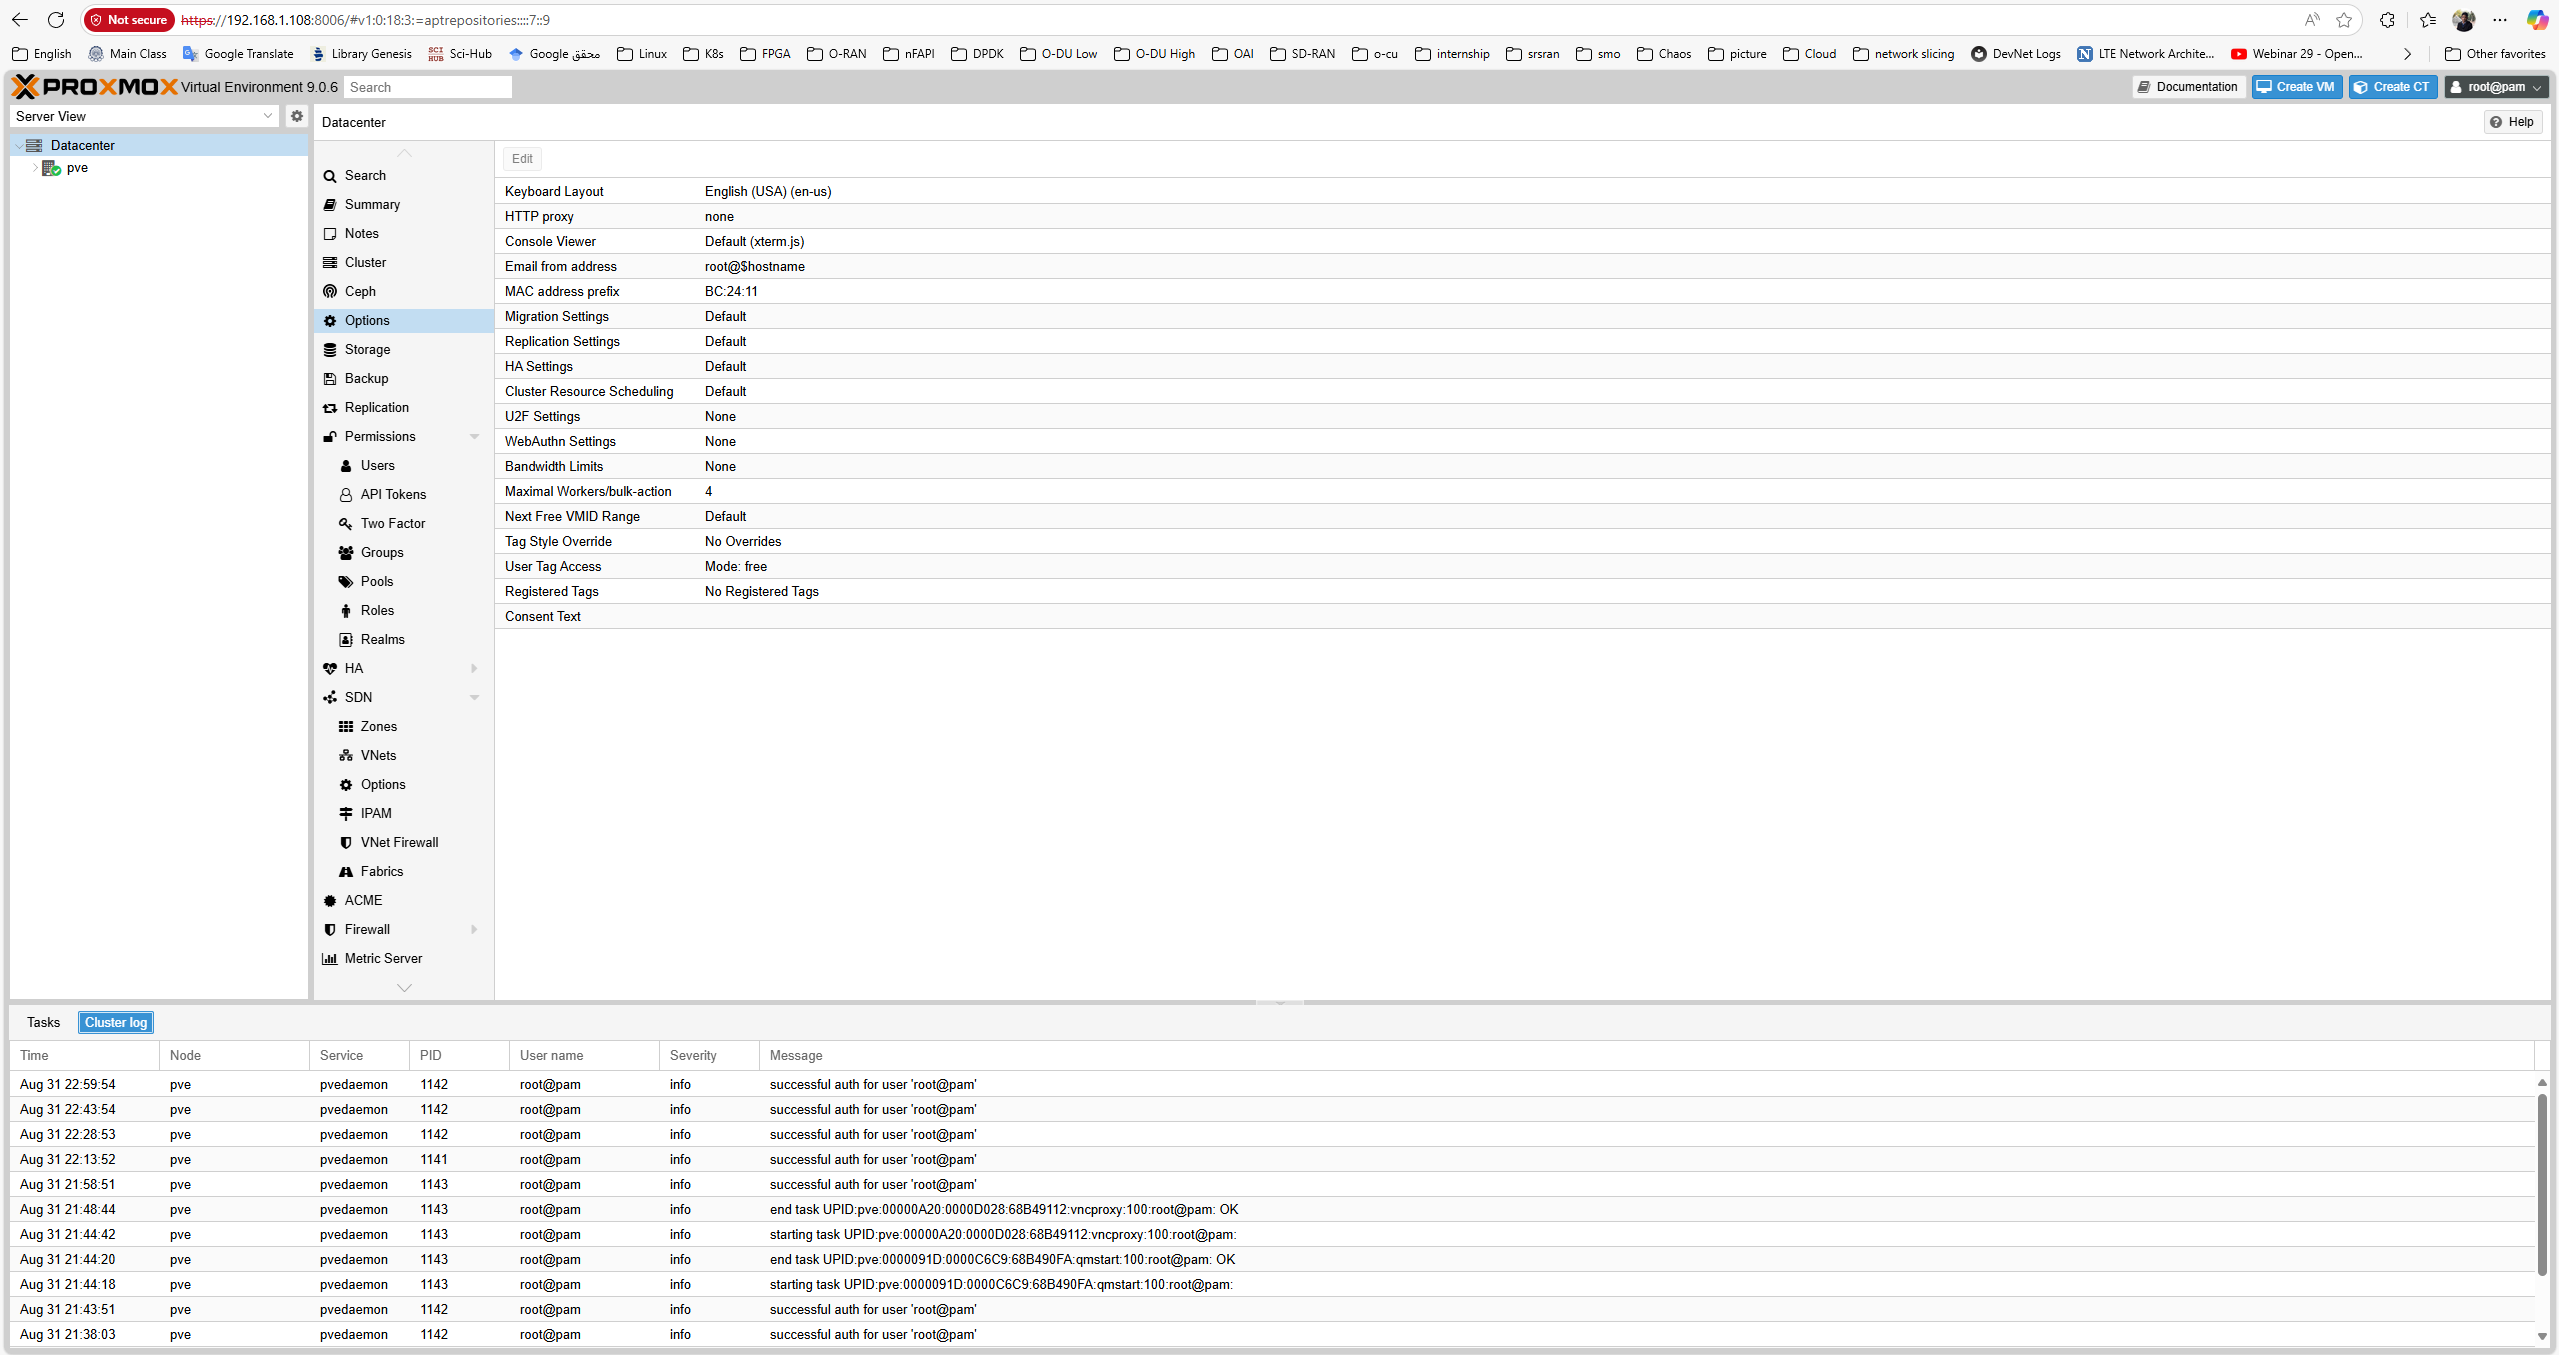 Not secure https://192.168.1.108:8006/#v1:0:18:3:=aptrepositories::::7::9
English Main Class Google Translate Library Genesis SCI HUB Sci-Hub Google محقق Linux K8s FPGA O-RAN nFAPI DPDK O-DU Low O-DU High OAI SD-RAN o-cu internship srsran smo Chaos picture Cloud network slicing DevNet Logs LTE Network Archite... Webinar 29 - Open... Other favorites
PROXMOX Virtual Environment 9.0.6 Search Documentation Create VM Create CT root@pam
Server View
Datacenter
pve
Datacenter Help
Search
Summary
Notes
Cluster
Ceph
Options
Storage
Backup
Replication
Permissions
Users
API Tokens
Two Factor
Groups
Pools
Roles
Realms
HA
SDN
Zones
VNets
Options
IPAM
VNet Firewall
Fabrics
ACME
Firewall
Metric Server
Edit
Keyboard Layout English (USA) (en-us)
HTTP proxy none
Console Viewer Default (xterm.js)
Email from address root@$hostname
MAC address prefix BC:24:11
Migration Settings Default
Replication Settings Default
HA Settings Default
Cluster Resource Scheduling Default
U2F Settings None
WebAuthn Settings None
Bandwidth Limits None
Maximal Workers/bulk-action 4
Next Free VMID Range Default
Tag Style Override No Overrides
User Tag Access Mode: free
Registered Tags No Registered Tags
Consent Text
Tasks Cluster log
Time Node Service PID User name Severity Message
Aug 31 22:59:54 pve pvedaemon 1142 root@pam info successful auth for user 'root@pam'
Aug 31 22:43:54 pve pvedaemon 1142 root@pam info successful auth for user 'root@pam'
Aug 31 22:28:53 pve pvedaemon 1142 root@pam info successful auth for user 'root@pam'
Aug 31 22:13:52 pve pvedaemon 1141 root@pam info successful auth for user 'root@pam'
Aug 31 21:58:51 pve pvedaemon 1143 root@pam info successful auth for user 'root@pam'
Aug 31 21:48:44 pve pvedaemon 1143 root@pam info end task UPID:pve:00000A20:0000D028:68B49112:vncproxy:100:root@pam: OK
Aug 31 21:44:42 pve pvedaemon 1143 root@pam info starting task UPID:pve:00000A20:0000D028:68B49112:vncproxy:100:root@pam:
Aug 31 21:44:20 pve pvedaemon 1143 root@pam info end task UPID:pve:0000091D:0000C6C9:68B490FA:qmstart:100:root@pam: OK
Aug 31 21:44:18 pve pvedaemon 1143 root@pam info starting task UPID:pve:0000091D:0000C6C9:68B490FA:qmstart:100:root@pam:
Aug 31 21:43:51 pve pvedaemon 1142 root@pam info successful auth for user 'root@pam'
Aug 31 21:38:03 pve pvedaemon 1142 root@pam info successful auth for user 'root@pam'